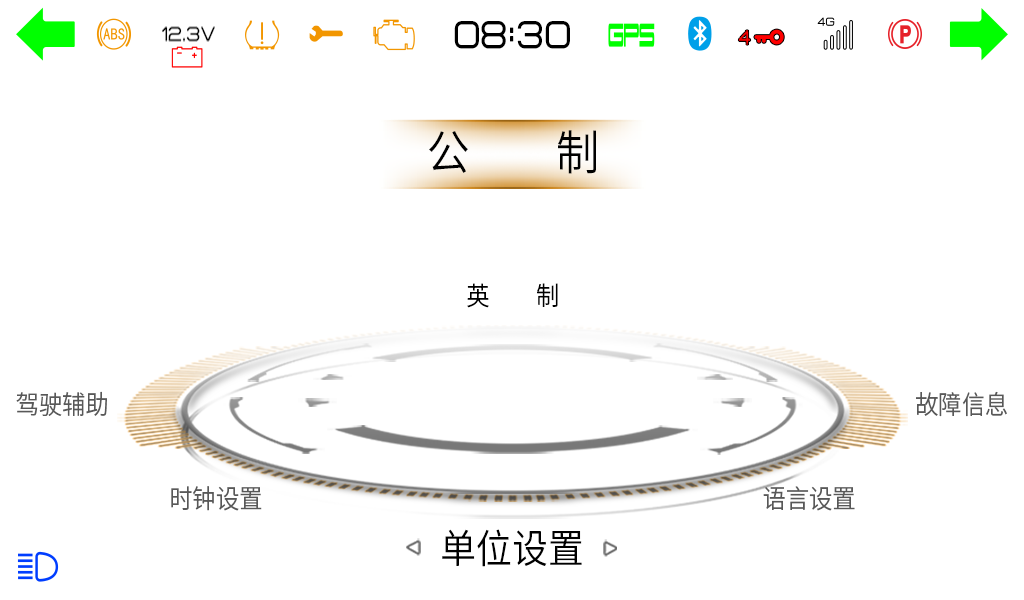 ABS
12.3V
08:30
GPS
4
4G
P
公 制
英 制
驾驶辅助
故障信息
时钟设置
语言设置
单位设置